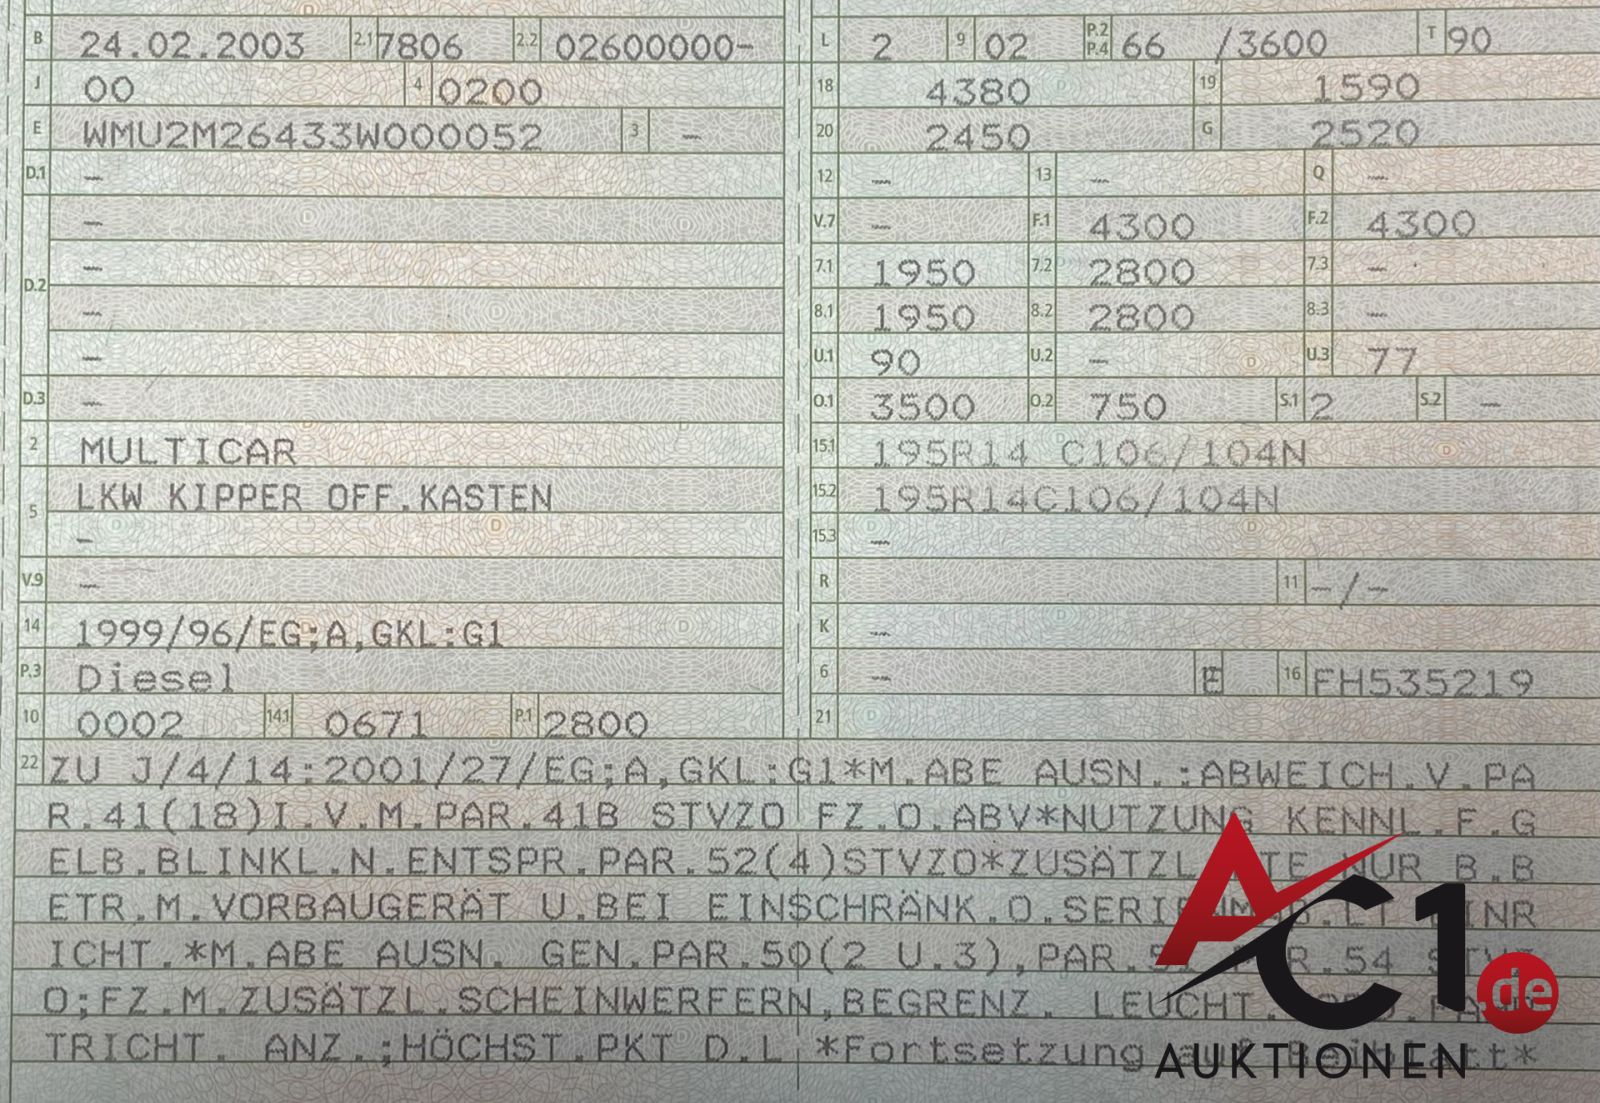 B 24.02.2003 2.1 7806 2.2 02600000-
J 00 4 0200
E WMU2M26433W000052 3 -
D.1 -
-
-
D.2
-
-
D.3 -
2 MULTICAR
LKW KIPPER OFF.KASTEN
5 -
V.9 -
14 1999/96/EG;A,GKL:G1
P.3 Diesel
10 0002 14.1 0671 P.1 2800
L 2 9 02 P.2 P.4 66 /3600 T 90
18 4380 19 1590
20 2450 G 2520
12 - 13 - Q -
V.7 - F.1 4300 F.2 4300
7.1 1950 7.2 2800 7.3 -
8.1 1950 8.2 2800 8.3 -
U.1 90 U.2 - U.3 77
O.1 3500 O.2 750 S.1 2 S.2 -
15.1 195R14 C106/104N
15.2 195R14C106/104N
15.3 -
R 11 -/-
K -
6 - E 16 FH535219
21
22 ZU J/4/14:2001/27/EG;A,GKL:G1*M.ABE AUSN.:ABWEICH.V.PA
R.41(18)I.V.M.PAR.41B STVZO FZ.O.ABV*NUTZUNG KENNL.F.G
ELB.BLINKL.N.ENTSPR.PAR.52(4)STVZO*ZUSÄTZL NUR B.B
ETR.M.VORBAUGERÄT U.BEI EINSCHRÄNK.D.SERIENM INR
ICHT.*M.ABE AUSN. GEN.PAR.50(2 U.3),PAR. .54
O;FZ.M.ZUSÄTZL.SCHEINWERFERN,BEGRENZ. LEUCHT.
TRICHT. ANZ.;HÖCHST.PKT D.L *Fortsetzung auf Beiblatt*
AC1.de
AUKTIONEN